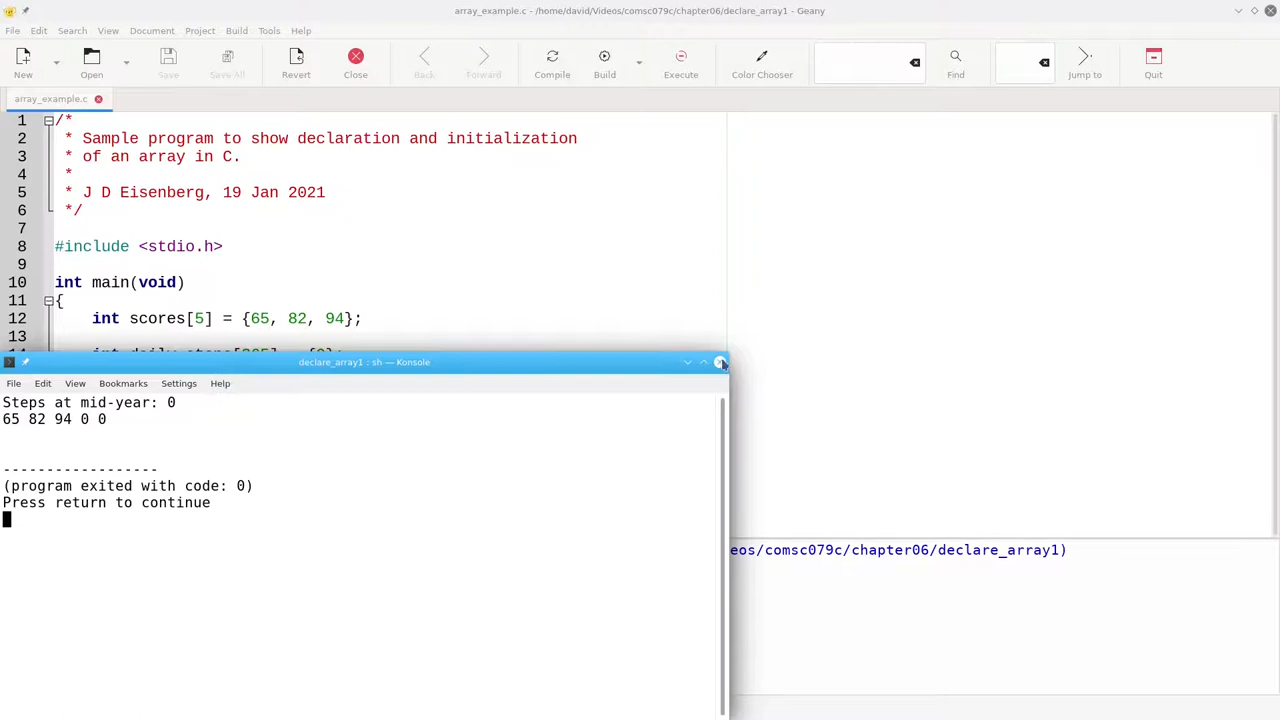 array_example.c - /home/david/Videos/comsc079c/chapter06/declare_array1 - Geany
File Edit Search View Document Project Build Tools Help
New Open Save Save All Revert Close Back Forward Compile Build Execute Color Chooser Find Jump to Quit
array_example.c
1 /*
2 * Sample program to show declaration and initialization
3 * of an array in C.
4 *
5 * J D Eisenberg, 19 Jan 2021
6 */
7
8 #include <stdio.h>
9
10 int main(void)
11 {
12 int scores[5] = {65, 82, 94};
13
declare_array1 : sh — Konsole
File Edit View Bookmarks Settings Help
Steps at mid-year: 0
65 82 94 0 0
------------------
(program exited with code: 0)
Press return to continue
eos/comsc079c/chapter06/declare_array1)